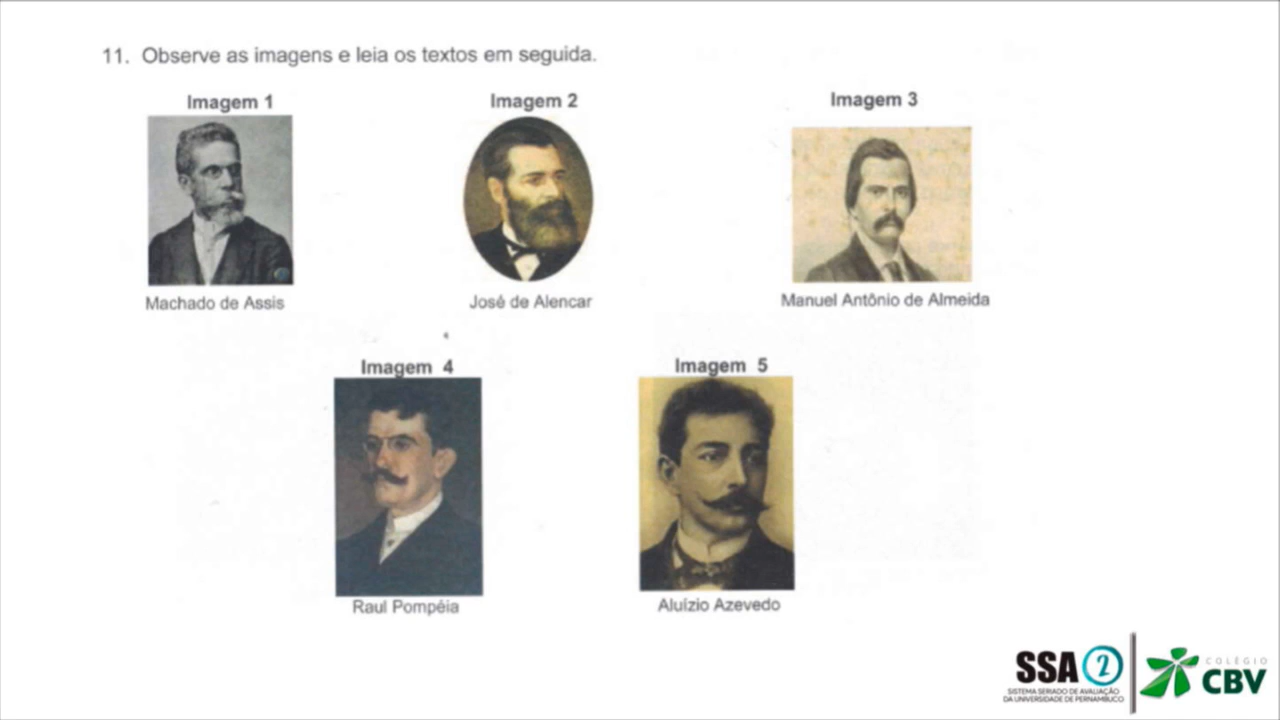 11. Observe as imagens e leia os textos em seguida.
Imagem 1
Imagem 2
Imagem 3
Machado de Assis
José de Alencar
Manuel Antônio de Almeida
Imagem 4
Imagem 5
Raul Pompéia
Aluízio Azevedo
SSA 2
SISTEMA SERIADO DE AVALIAÇÃO
DA UNIVERSIDADE DE PERNAMBUCO
COLÉGIO
CBV